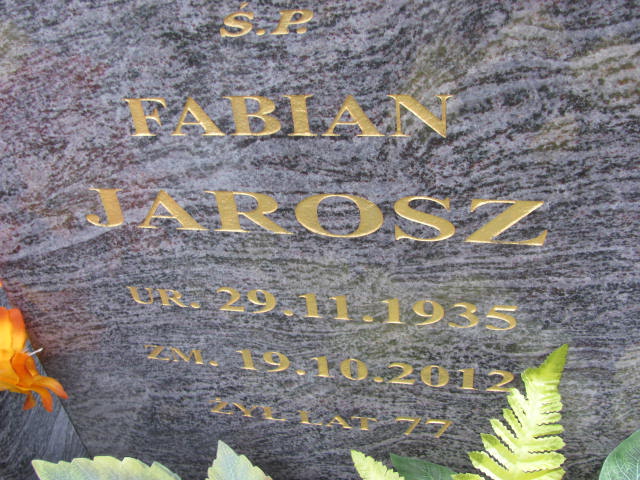 Ś.P.
FABIAN
JAROSZ
UR. 29.11.1935
ZM. 19.10.2012
ŻYŁ LAT 77